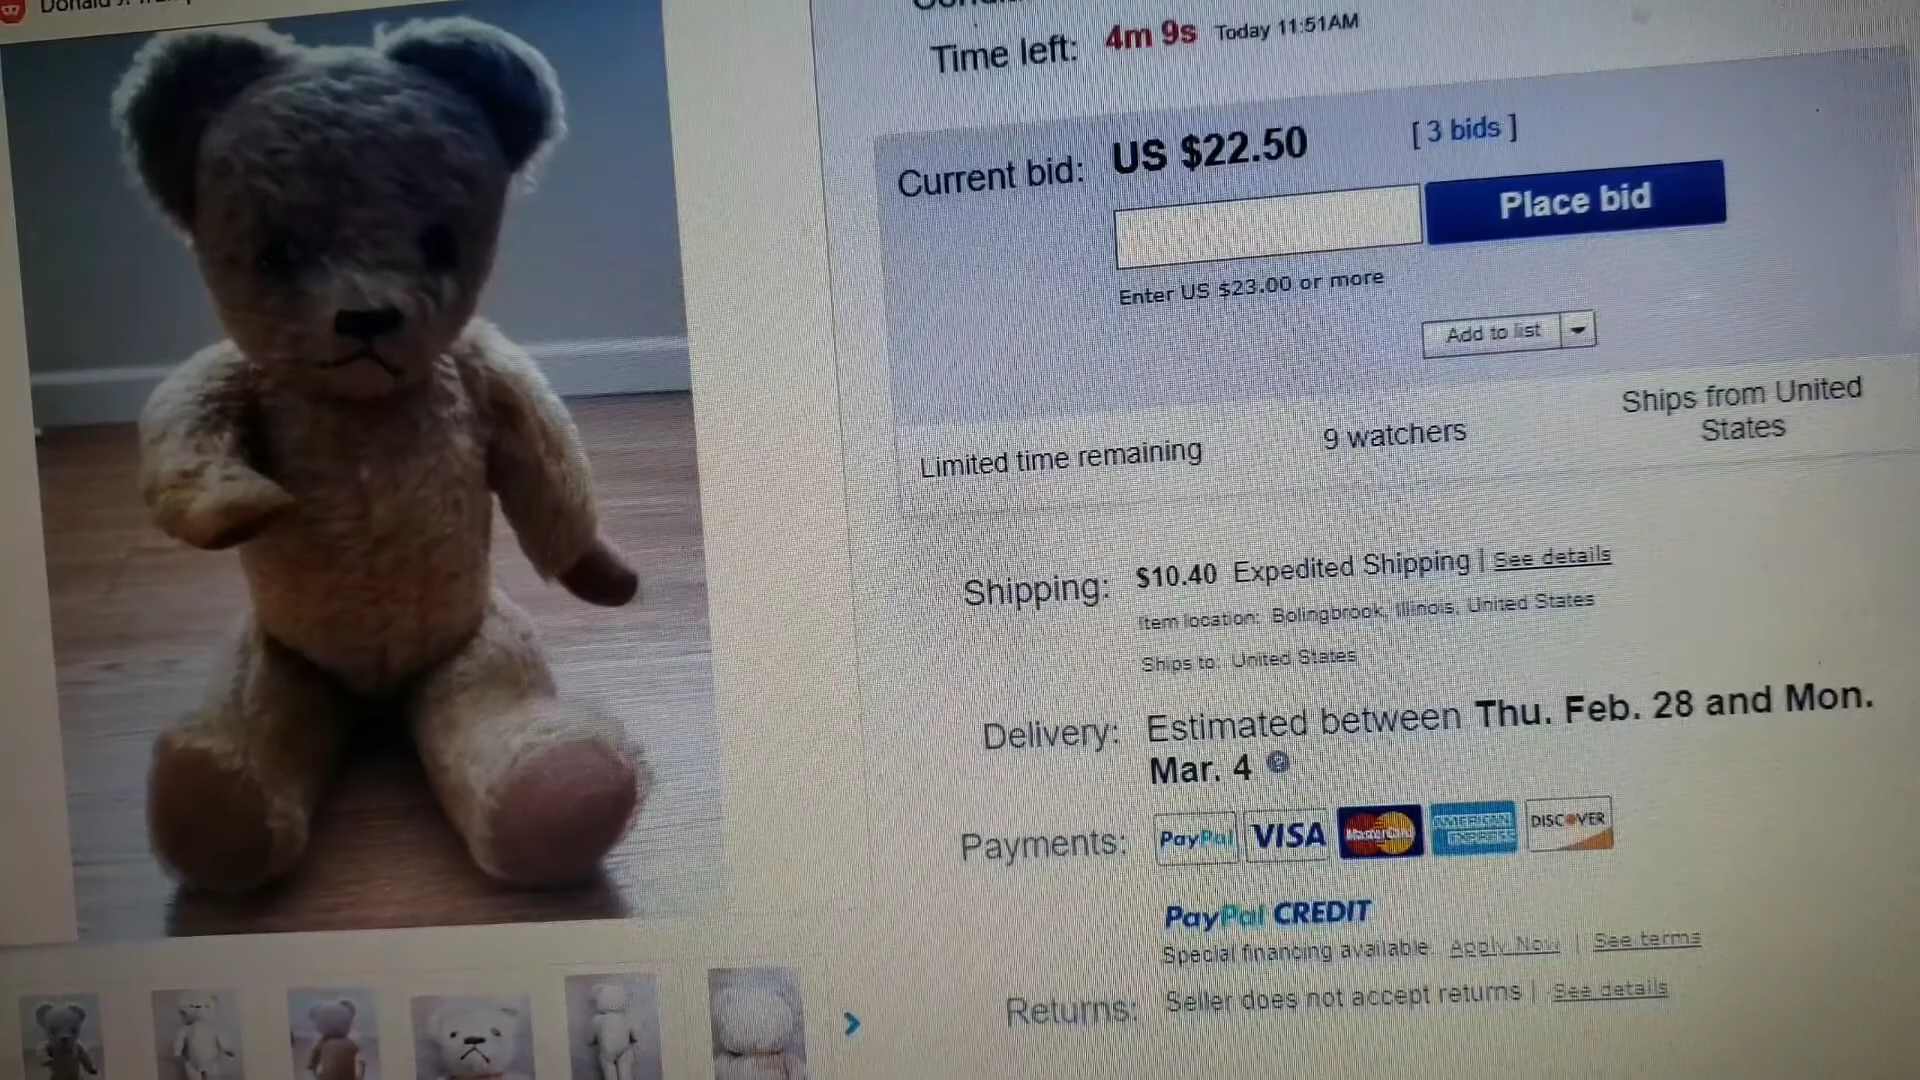 Donald J.
Time left: 4m 9s Today 11:51AM
Current bid: US $22.50 [ 3 bids ]
Place bid
Enter US $23.00 or more
Add to list
Limited time remaining
9 watchers
Ships from United
States
Shipping: $10.40 Expedited Shipping | See details
Item location: Bolingbrook, Illinois, United States
Ships to: United States
Delivery: Estimated between Thu. Feb. 28 and Mon.
Mar. 4 ?
Payments: PayPal VISA MasterCard AMERICAN EXPRESS DISCOVER
PayPal CREDIT
Special financing available. Apply Now | See terms
Returns: Seller does not accept returns | See details